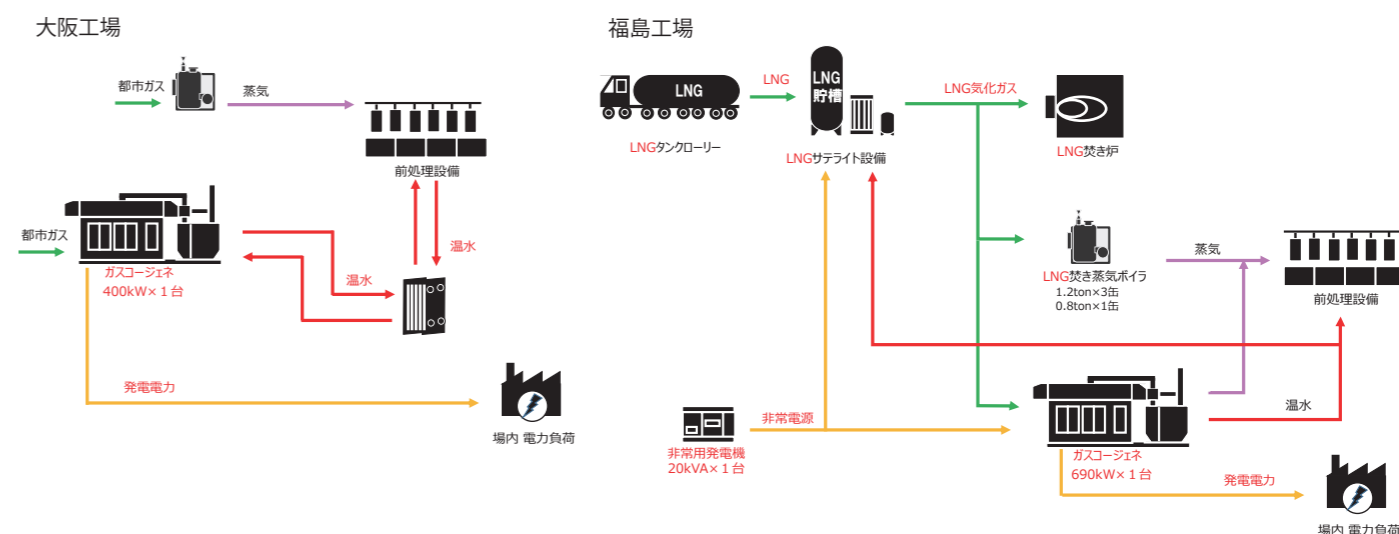 大阪工場
都市ガス
蒸気
前処理設備
都市ガス
ガスコージェネ
400kW×1台
温水
温水
発電電力
場内 電力負荷
福島工場
LNG
LNGタンクローリー
LNG
LNG
貯槽
LNGサテライト設備
LNG気化ガス
LNG焚き炉
LNG焚き蒸気ボイラ
1.2ton×3缶
0.8ton×1缶
蒸気
前処理設備
非常用発電機
20kVA×1台
非常電源
ガスコージェネ
690kW×1台
温水
発電電力
場内 電力負荷